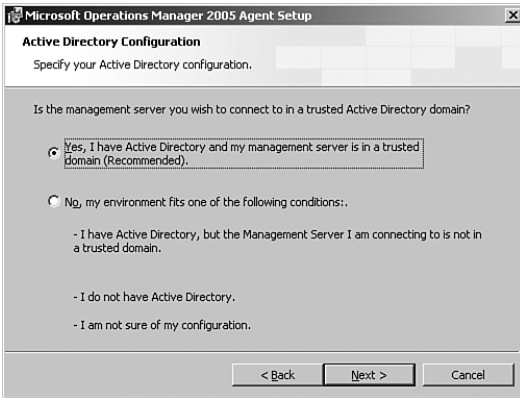 Microsoft Operations Manager 2005 Agent Setup
Active Directory Configuration
Specify your Active Directory configuration.
Is the management server you wish to connect to in a trusted Active Directory domain?
Yes, I have Active Directory and my management server is in a trusted
domain (Recommended).
No, my environment fits one of the following conditions:.
- I have Active Directory, but the Management Server I am connecting to is not in
a trusted domain.
- I do not have Active Directory.
- I am not sure of my configuration.
< Back Next > Cancel